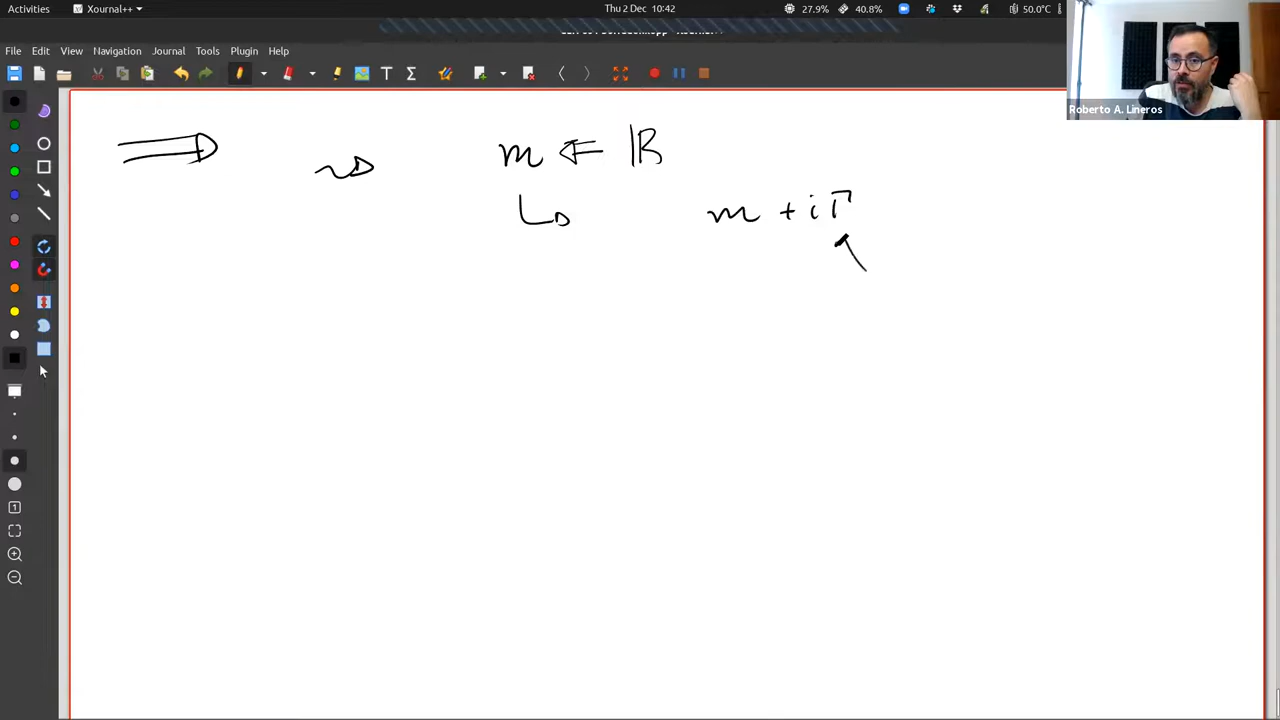 Activities Xournal++ Thu 2 Dec 10:42 27.9% 40.8% 50.0°C
File Edit View Navigation Journal Tools Plugin Help
Roberto A. Lineros
⇒ ⇝ m ⇐ ℝ
↳ m + iΓ